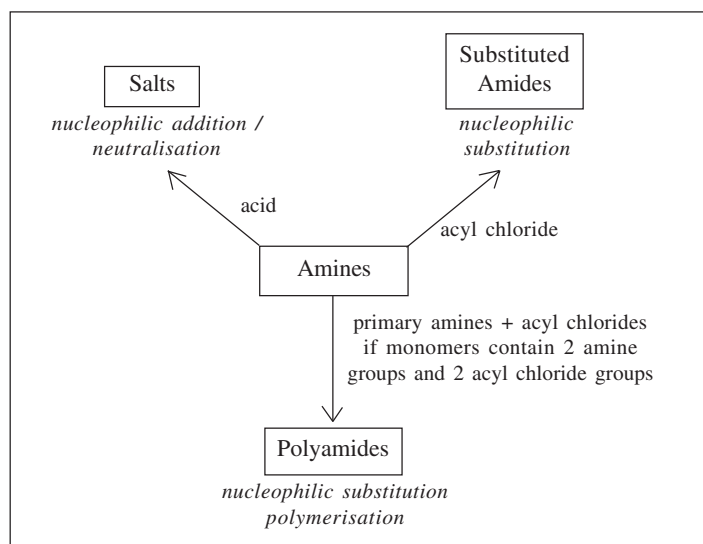 Salts
nucleophilic addition /
neutralisation
Substituted
Amides
nucleophilic
substitution
acid
acyl chloride
Amines
primary amines + acyl chlorides
if monomers contain 2 amine
groups and 2 acyl chloride groups
Polyamides
nucleophilic substitution
polymerisation